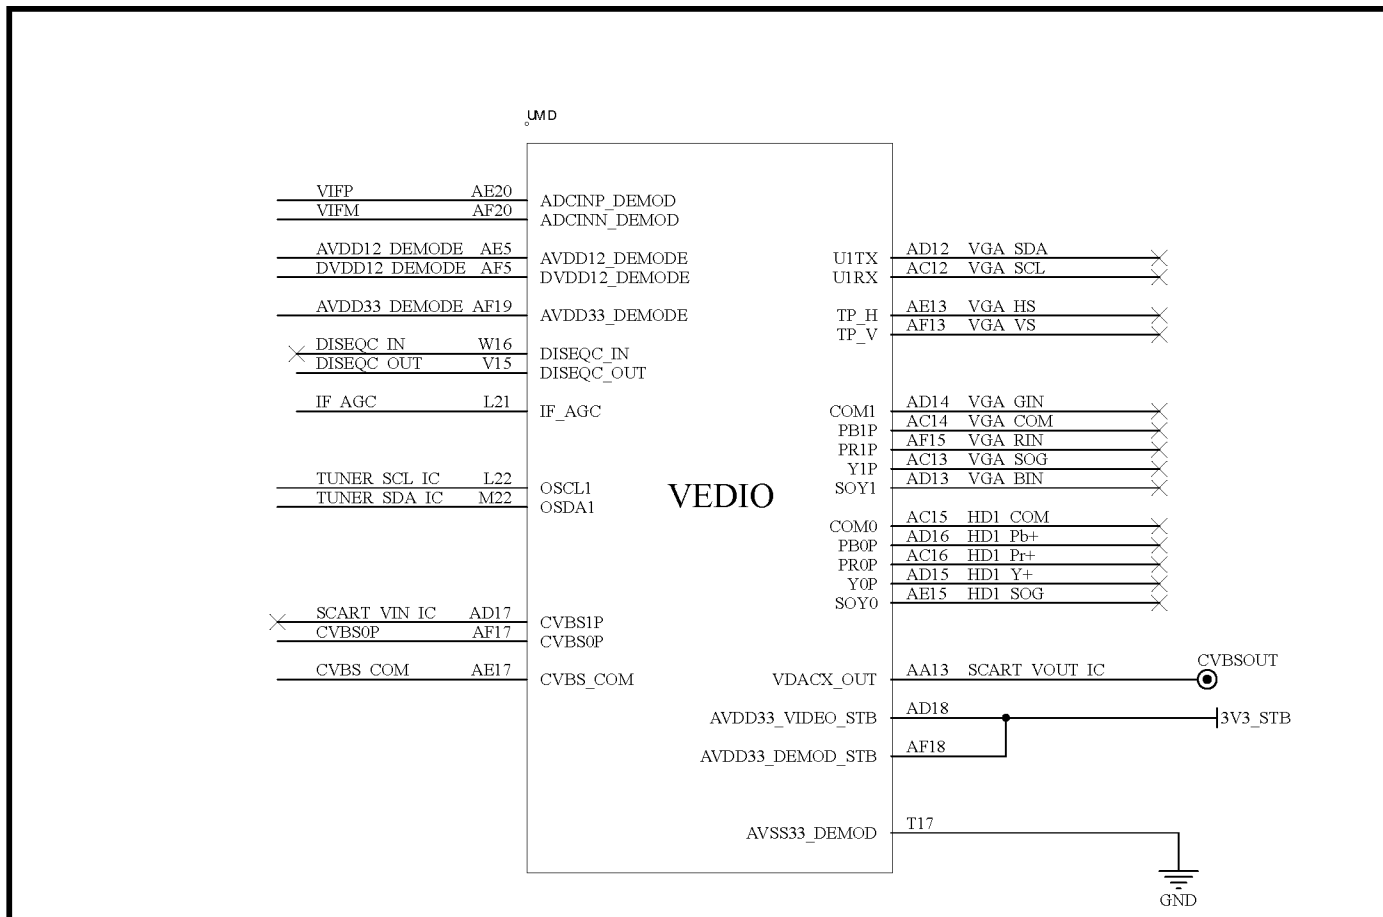 UMD
VIFP AE20 ADCINP_DEMOD
VIFM AF20 ADCINN_DEMOD
AVDD12_DEMODE AE5 AVDD12_DEMODE
DVDD12_DEMODE AF5 DVDD12_DEMODE
AVDD33_DEMODE AF19 AVDD33_DEMODE
DISEQC_IN W16 DISEQC_IN
DISEQC_OUT V15 DISEQC_OUT
IF_AGC L21 IF_AGC
TUNER_SCL_IC L22 OSCL1
TUNER_SDA_IC M22 OSDA1
SCART_VIN_IC AD17 CVBS1P
CVBS0P AF17 CVBS0P
CVBS_COM AE17 CVBS_COM
VEDIO
U1TX AD12 VGA_SDA
U1RX AC12 VGA_SCL
TP_H AE13 VGA_HS
TP_V AF13 VGA_VS
COM1 AD14 VGA_GIN
PB1P AC14 VGA_COM
PR1P AF15 VGA_RIN
Y1P AC13 VGA_SOG
SOY1 AD13 VGA_BIN
COM0 AC15 HD1_COM
PB0P AD16 HD1_Pb+
PR0P AC16 HD1_Pr+
Y0P AD15 HD1_Y+
SOY0 AE15 HD1_SOG
VDACX_OUT AA13 SCART_VOUT_IC CVBSOUT
AVDD33_VIDEO_STB AD18 3V3_STB
AVDD33_DEMOD_STB AF18
AVSS33_DEMOD T17
GND